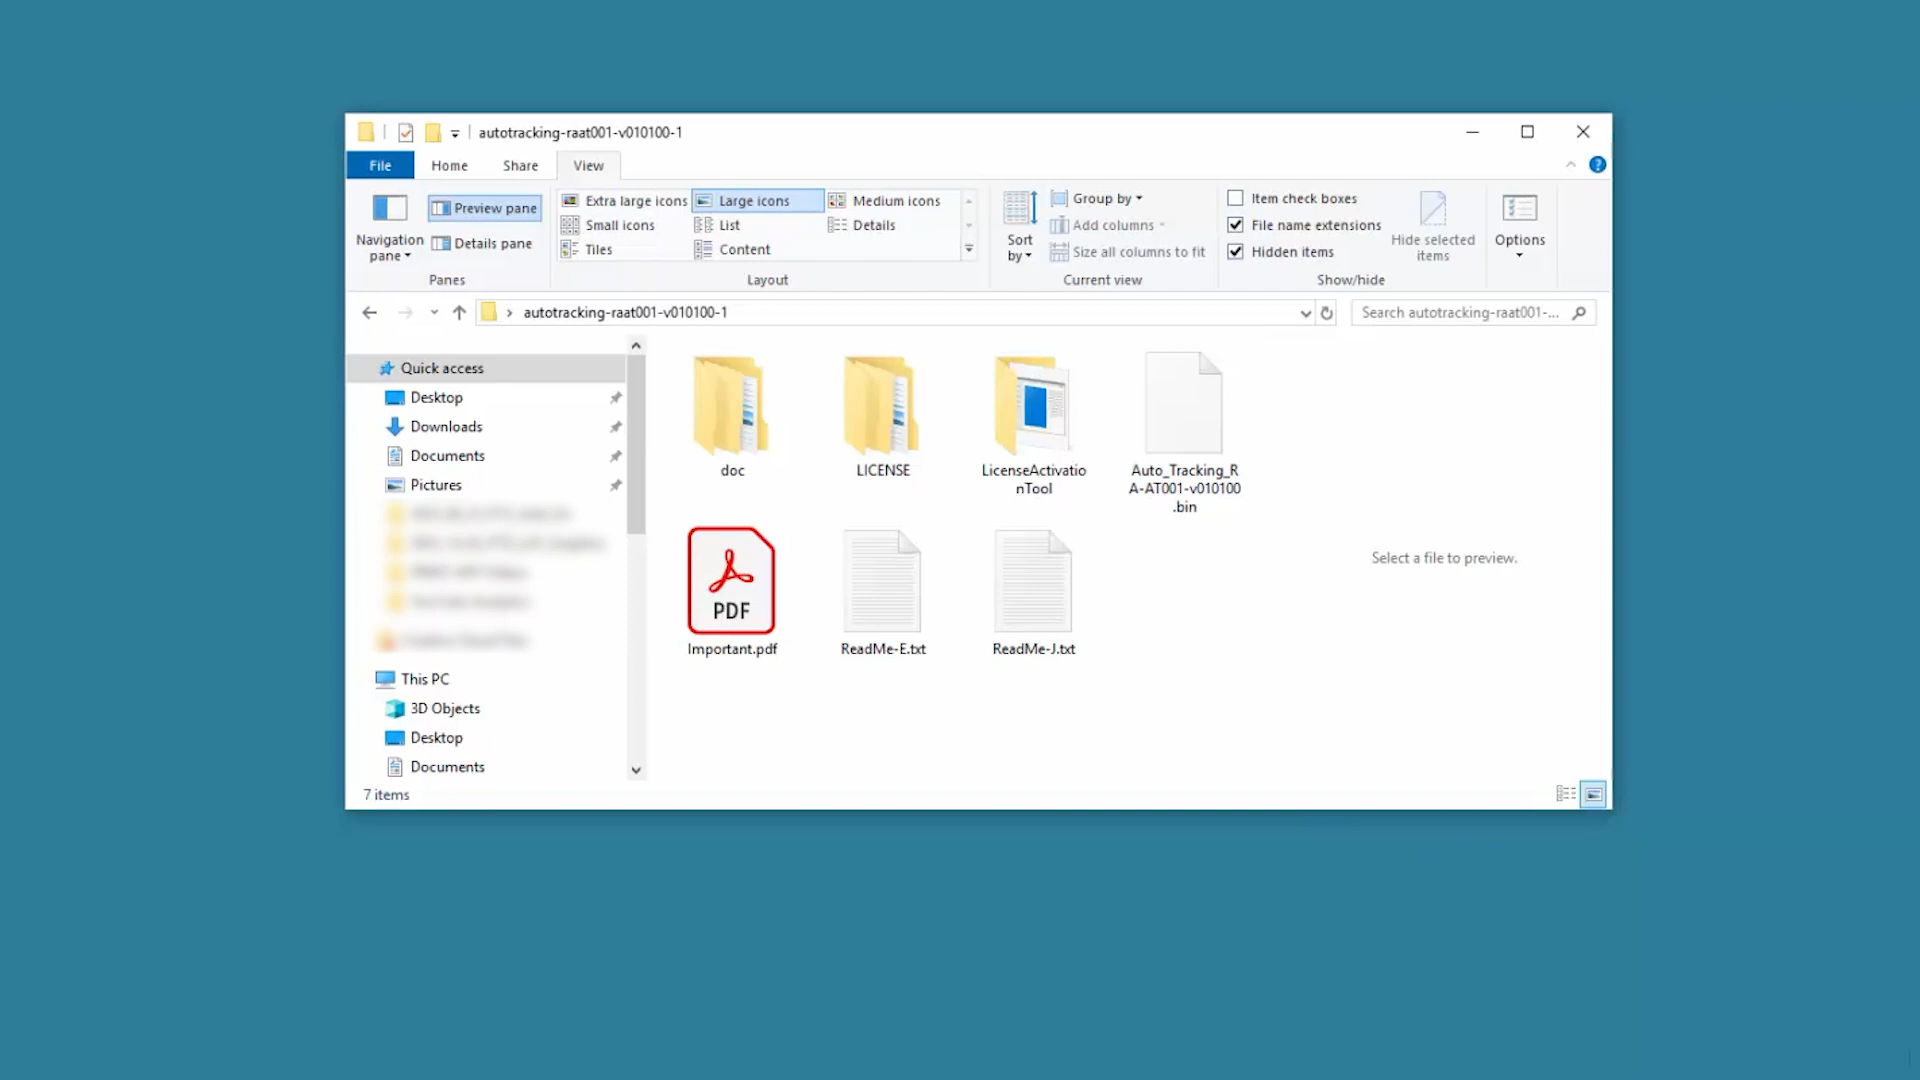 autotracking-raat001-v010100-1
File
Home
Share
View
Navigation
pane
Preview pane
Details pane
Panes
Extra large icons
Large icons
Medium icons
Small icons
List
Details
Tiles
Content
Layout
Sort
by
Group by
Add columns
Size all columns to fit
Current view
Item check boxes
File name extensions
Hidden items
Hide selected
items
Show/hide
Options
autotracking-raat001-v010100-1
Search autotracking-raat001-...
Quick access
Desktop
Downloads
Documents
Pictures
This PC
3D Objects
Desktop
Documents
doc
LICENSE
LicenseActivatio
nTool
Auto_Tracking_R
A-AT001-v010100
.bin
PDF
Important.pdf
ReadMe-E.txt
ReadMe-J.txt
Select a file to preview.
7 items